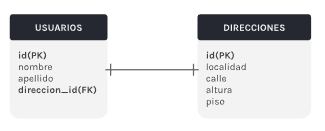 USUARIOS
id(PK)
nombre
apellido
direccion_id(FK)
DIRECCIONES
id(PK)
localidad
calle
altura
piso